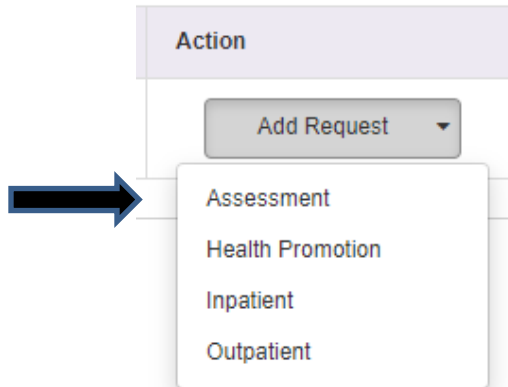 Action
Add Request
Assessment
Health Promotion
Inpatient
Outpatient